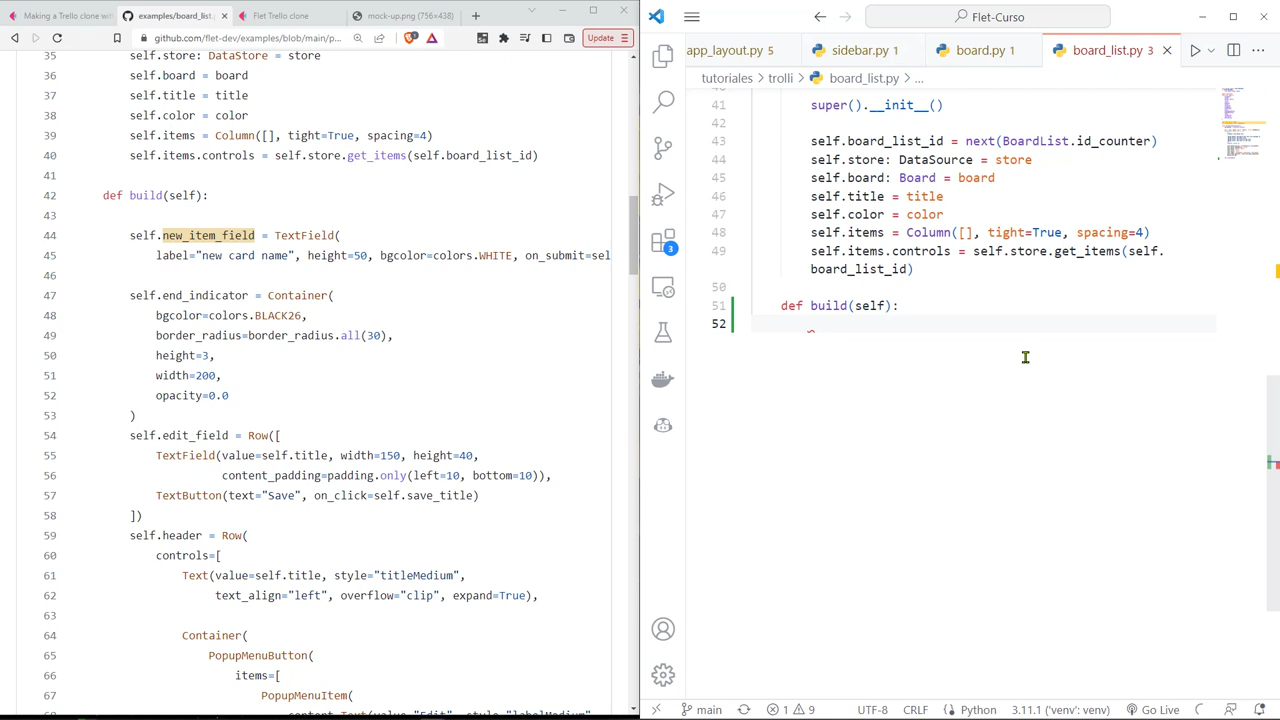 Making a Trello clone with
examples/board_list.p
Flet Trello clone
mock-up.png (756×438)
github.com/flet-dev/examples/blob/main/p...
Update
35 self.store: DataStore = store
36 self.board = board
37 self.title = title
38 self.color = color
39 self.items = Column([], tight=True, spacing=4)
40 self.items.controls = self.store.get_items(self.board_list_id)
41
42 def build(self):
43
44 self.new_item_field = TextField(
45 label="new card name", height=50, bgcolor=colors.WHITE, on_submit=sel
46
47 self.end_indicator = Container(
48 bgcolor=colors.BLACK26,
49 border_radius=border_radius.all(30),
50 height=3,
51 width=200,
52 opacity=0.0
53 )
54 self.edit_field = Row([
55 TextField(value=self.title, width=150, height=40,
56 content_padding=padding.only(left=10, bottom=10)),
57 TextButton(text="Save", on_click=self.save_title)
58 ])
59 self.header = Row(
60 controls=[
61 Text(value=self.title, style="titleMedium",
62 text_align="left", overflow="clip", expand=True),
63
64 Container(
65 PopupMenuButton(
66 items=[
67 PopupMenuItem(
Flet-Curso
app_layout.py 5
sidebar.py
board.py 1
board_list.py 3
tutoriales > trolli > board_list.py > ...
41 super().__init__()
42
43 self.board_list_id = next(BoardList.id_counter)
44 self.store: DataSource = store
45 self.board: Board = board
46 self.title = title
47 self.color = color
48 self.items = Column([], tight=True, spacing=4)
49 self.items.controls = self.store.get_items(self.
board_list_id)
50
51 def build(self):
52
3
main
1 9
UTF-8 CRLF Python 3.11.1 ('venv': venv) Go Live